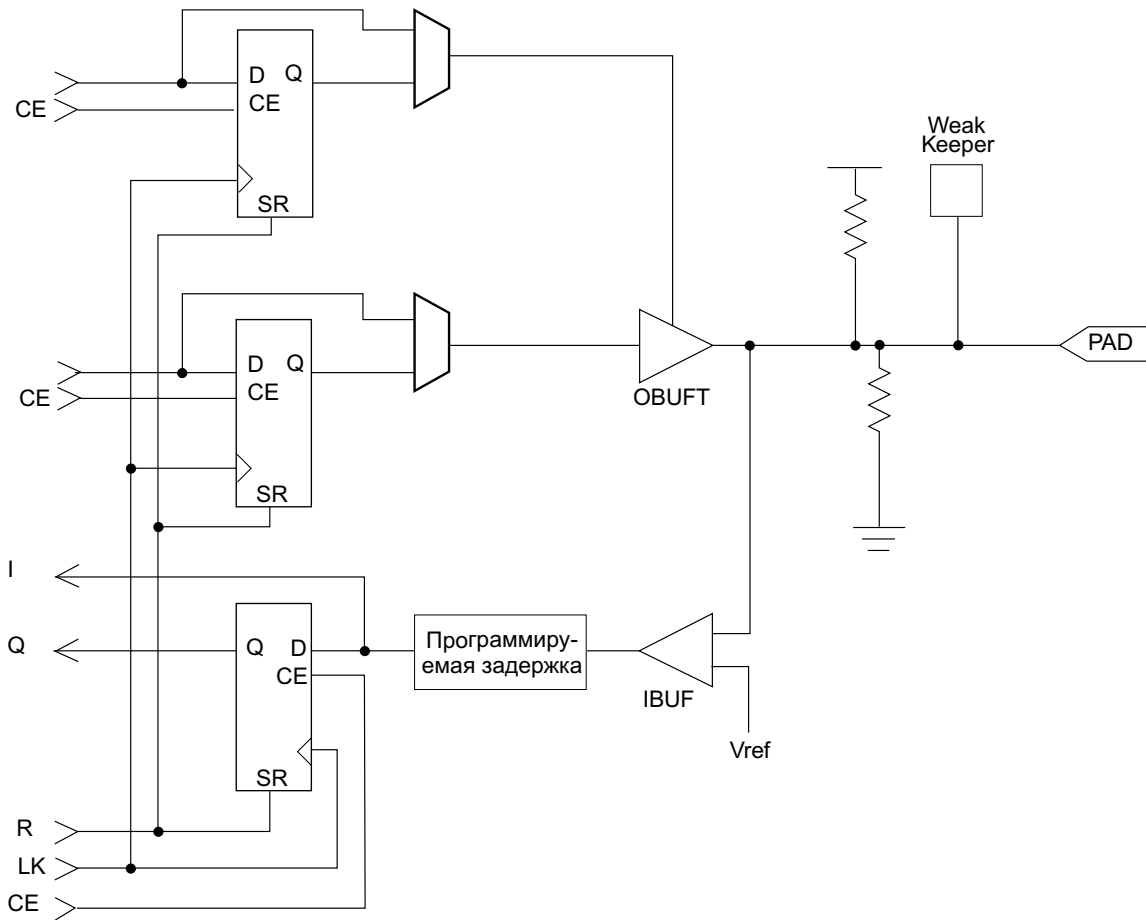 D Q
CE
CE
SR
Weak
Keeper
D Q
CE
CE
SR
OBUFT
PAD
I
Q
Q D
CE
SR
Программиру-
емая задержка
IBUF
Vref
R
LK
CE